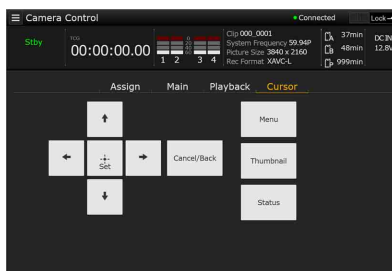 Camera Control
Connected
Lock
Stby
TCG
00:00:00.00
1 2 3 4
Clip 000_0001
System Frequency 59.94P
Picture Size 3840 x 2160
Rec Format XAVC-L
A 37min
B 48min
P 999min
DC IN
12.8V
Assign Main Playback Cursor
Set
Cancel/Back
Menu
Thumbnail
Status